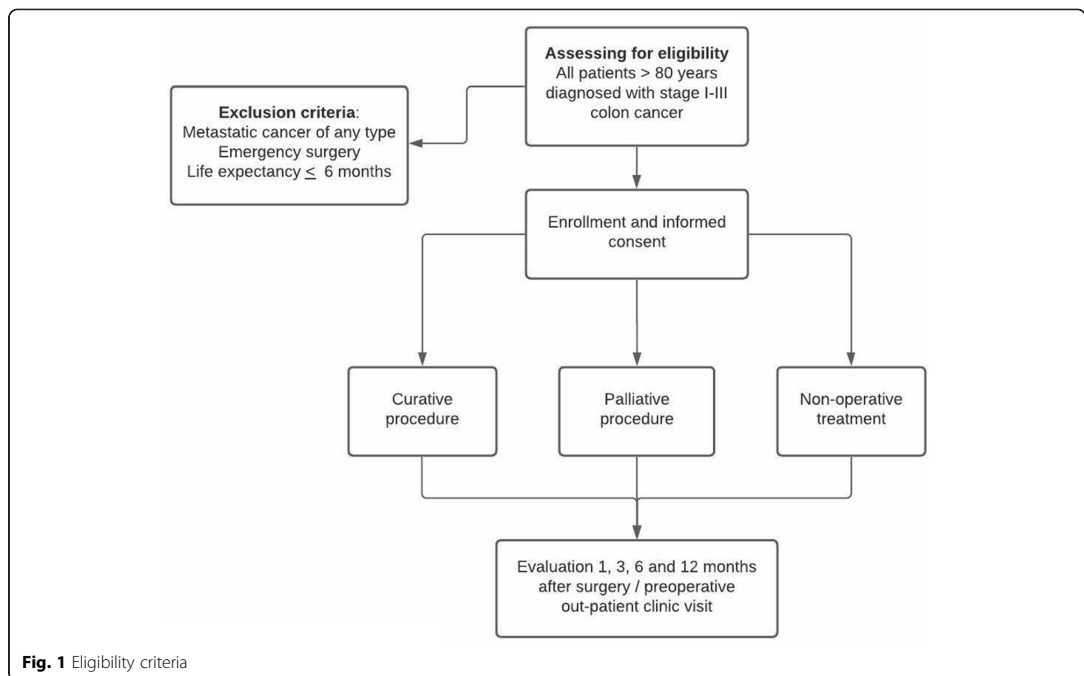 Assessing for eligibility
All patients > 80 years
diagnosed with stage I-III
colon cancer
Exclusion criteria:
Metastatic cancer of any type
Emergency surgery
Life expectancy ≤ 6 months
Enrollment and informed
consent
Curative
procedure
Palliative
procedure
Non-operative
treatment
Evaluation 1, 3, 6 and 12 months
after surgery / preoperative
out-patient clinic visit
Fig. 1 Eligibility criteria